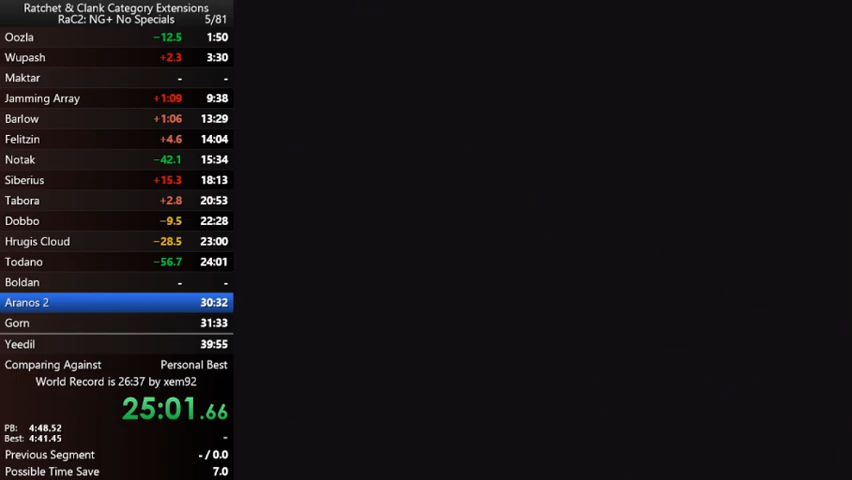 Ratchet & Clank Category Extensions
RaC2: NG+ No Specials 5/81
Oozla −12.5 1:50
Wupash +2.3 3:30
Maktar - -
Jamming Array +1:09 9:38
Barlow +1:06 13:29
Felitzin +4.6 14:04
Notak −42.1 15:34
Siberius +15.3 18:13
Tabora +2.8 20:53
Dobbo −9.5 22:28
Hrugis Cloud −28.5 23:00
Todano −56.7 24:01
Boldan - -
Aranos 2 30:32
Gorn 31:33
Yeedil 39:55
Comparing Against Personal Best
World Record is 26:37 by xem92
25:01.66
PB: 4:48.52
Best: 4:41.45 -
Previous Segment - / 0.0
Possible Time Save 7.0